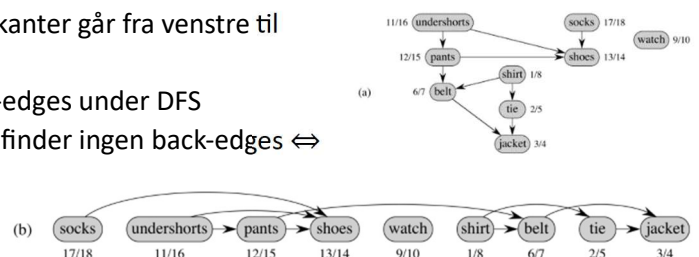 kanter går fra venstre til
-edges under DFS
finder ingen back-edges ⇔
11/16 undershorts socks 17/18
watch 9/10
12/15 pants shoes 13/14
shirt 1/8
(a) 6/7 belt
tie 2/5
jacket 3/4
(b) socks undershorts pants shoes watch shirt belt tie jacket
17/18 11/16 12/15 13/14 9/10 1/8 6/7 2/5 3/4